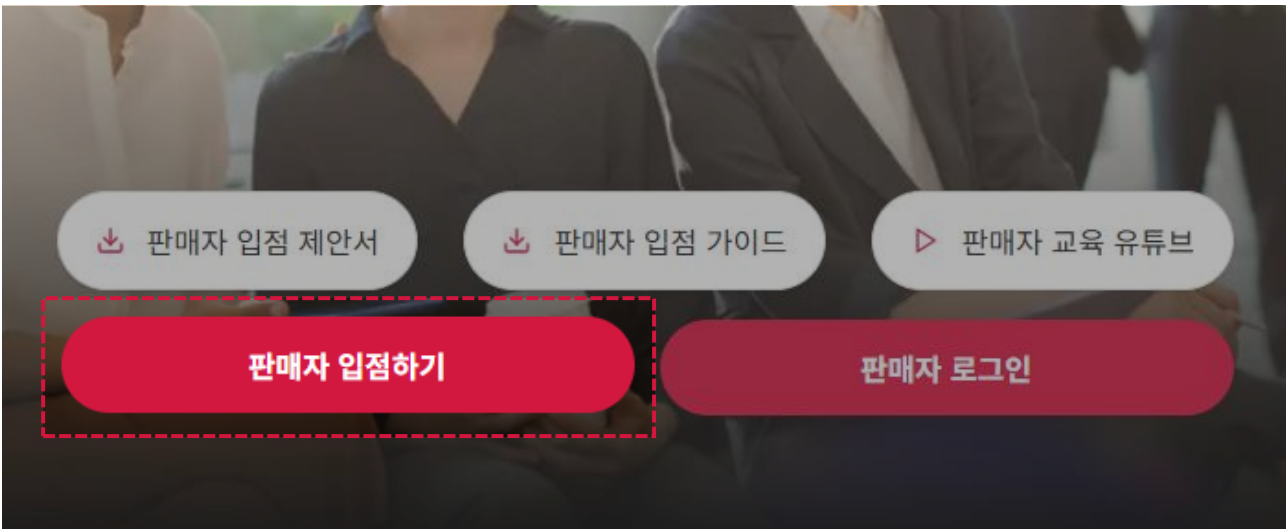 판매자 입점 제안서
판매자 입점 가이드
판매자 교육 유튜브
판매자 입점하기
판매자 로그인